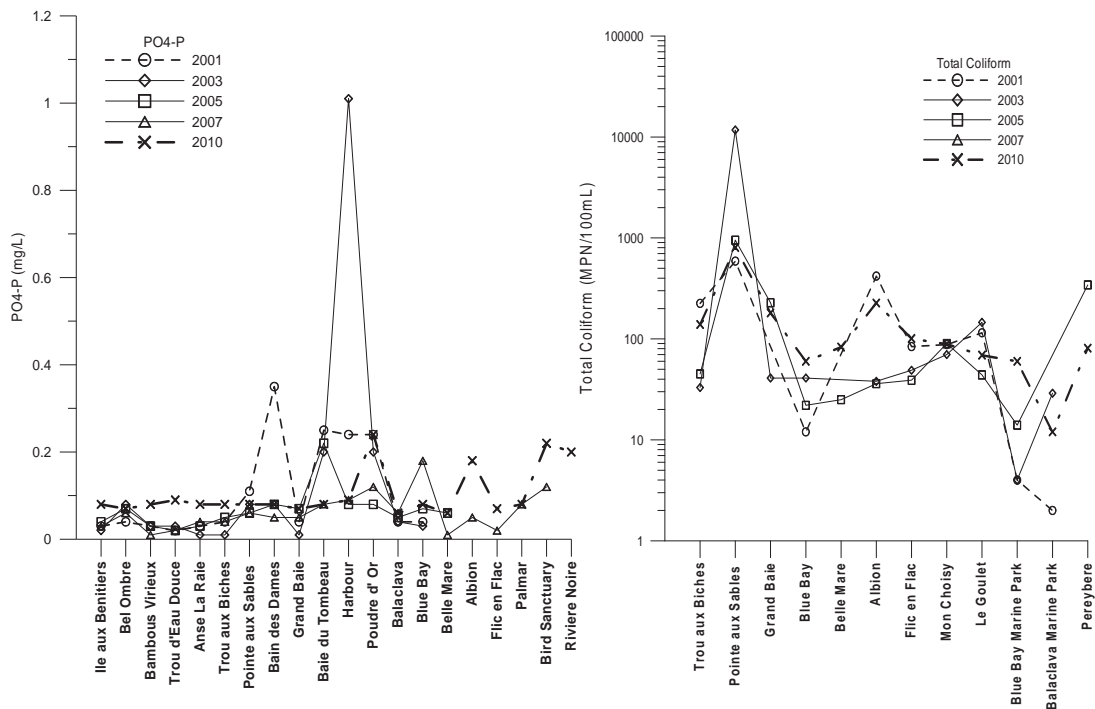 1.2
1
0.8
0.6
0.4
0.2
0
PO4-P (mg/L)
PO4-P
2001
2003
2005
2007
2010
Ile aux Benitiers
Bel Ombre
Bambous Virieux
Trou d'Eau Douce
Anse La Raie
Trou aux Biches
Pointe aux Sables
Bain des Dames
Grand Baie
Baie du Tombeau
Harbour
Poudre d' Or
Balaclava
Blue Bay
Belle Mare
Albion
Flic en Flac
Palmar
Bird Sanctuary
Riviere Noire
100000
10000
1000
100
10
1
Total Coliform (MPN/100mL)
Total Coliform
2001
2003
2005
2007
2010
Trou aux Biches
Pointe aux Sables
Grand Baie
Blue Bay
Belle Mare
Albion
Flic en Flac
Mon Choisy
Le Goulet
Blue Bay Marine Park
Balaclava Marine Park
Pereybere